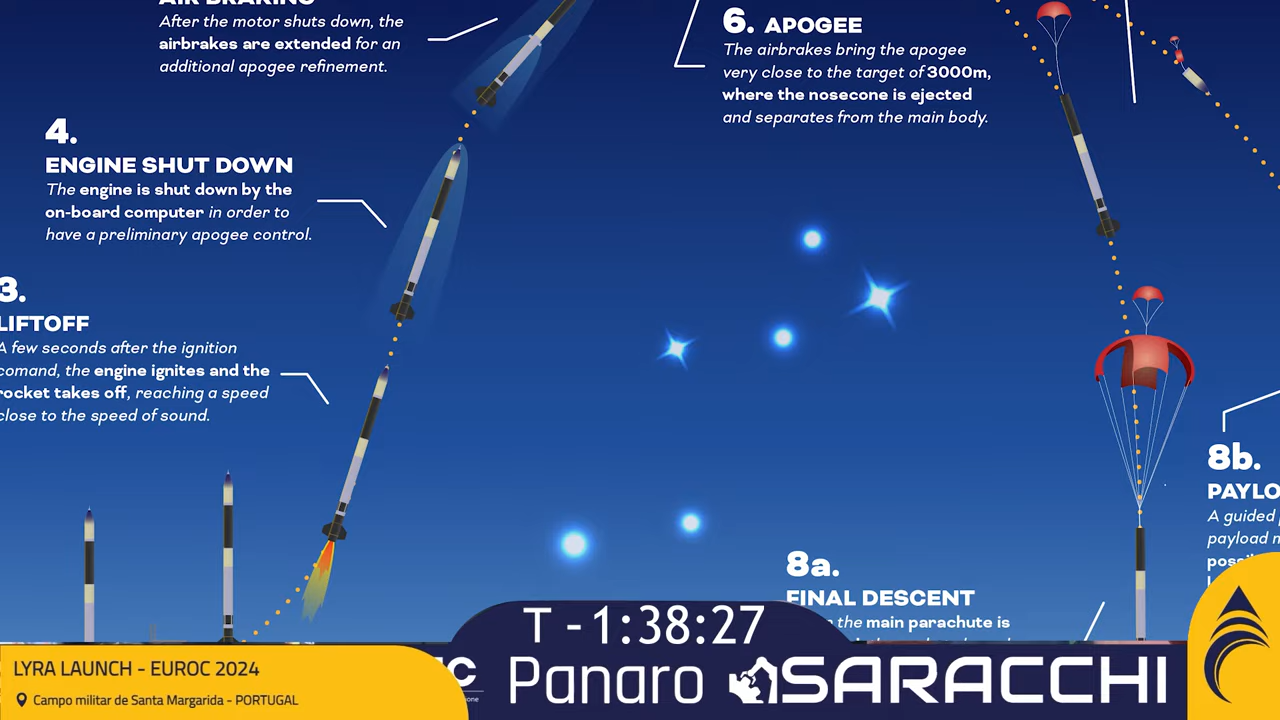 AIR BRAKING
After the motor shuts down, the
airbrakes are extended for an
additional apogee refinement.
4.
ENGINE SHUT DOWN
The engine is shut down by the
on-board computer in order to
have a preliminary apogee control.
3.
LIFTOFF
A few seconds after the ignition
comand, the engine ignites and the
rocket takes off, reaching a speed
close to the speed of sound.
6. APOGEE
The airbrakes bring the apogee
very close to the target of 3000m,
where the nosecone is ejected
and separates from the main body.
8a.
FINAL DESCENT
the main parachute is
8b.
PAYLO
A guided
payload
T - 1:38:27
Panaro SARACCHI
LYRA LAUNCH - EUROC 2024
Campo militar de Santa Margarida - PORTUGAL